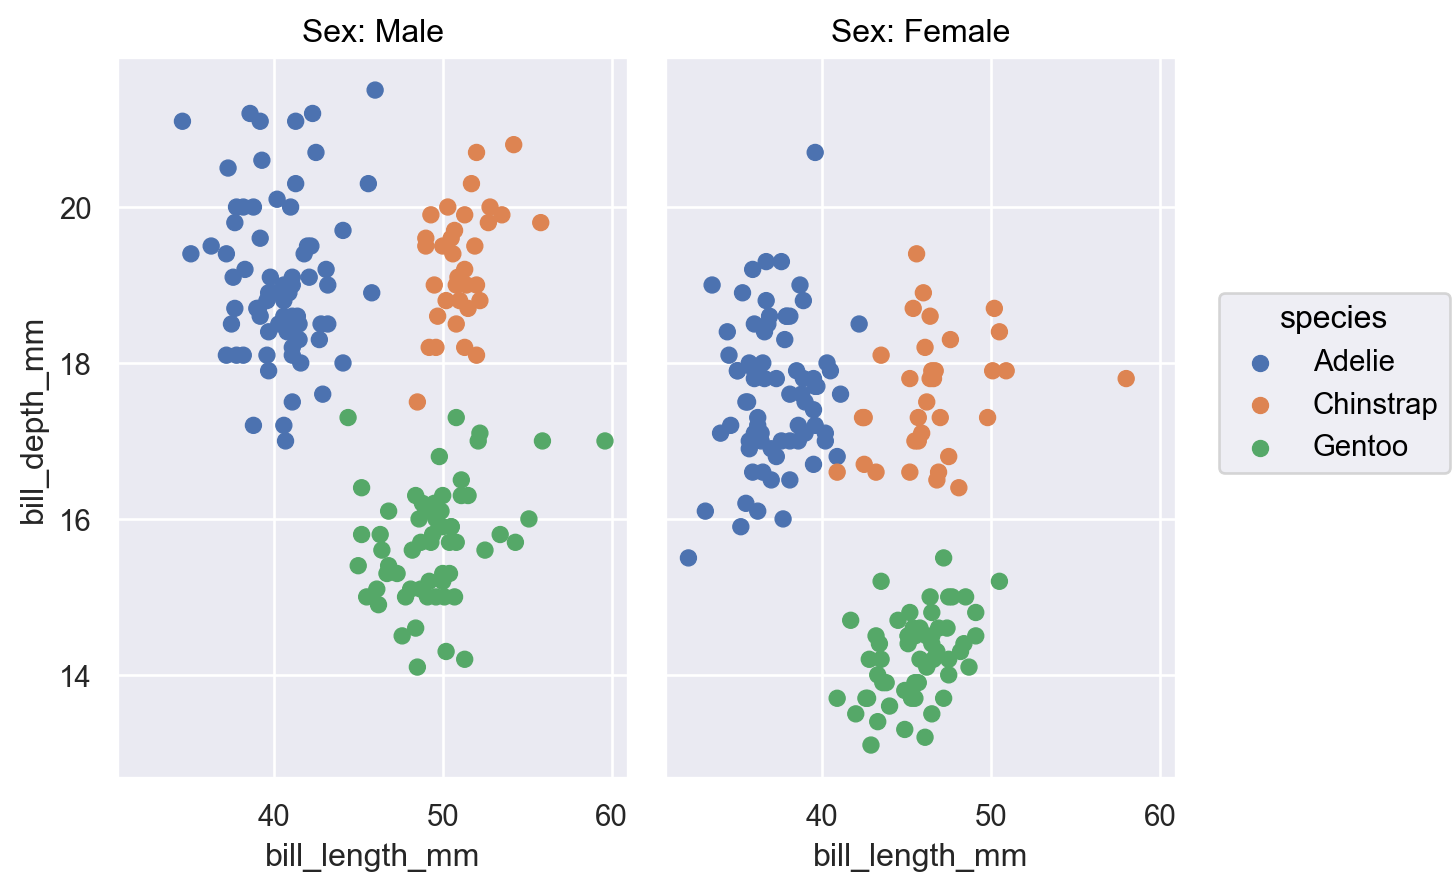 Sex: Male
Sex: Female
bill_depth_mm
20
18
16
14
40
50
60
bill_length_mm
40
50
60
bill_length_mm
species
Adelie
Chinstrap
Gentoo